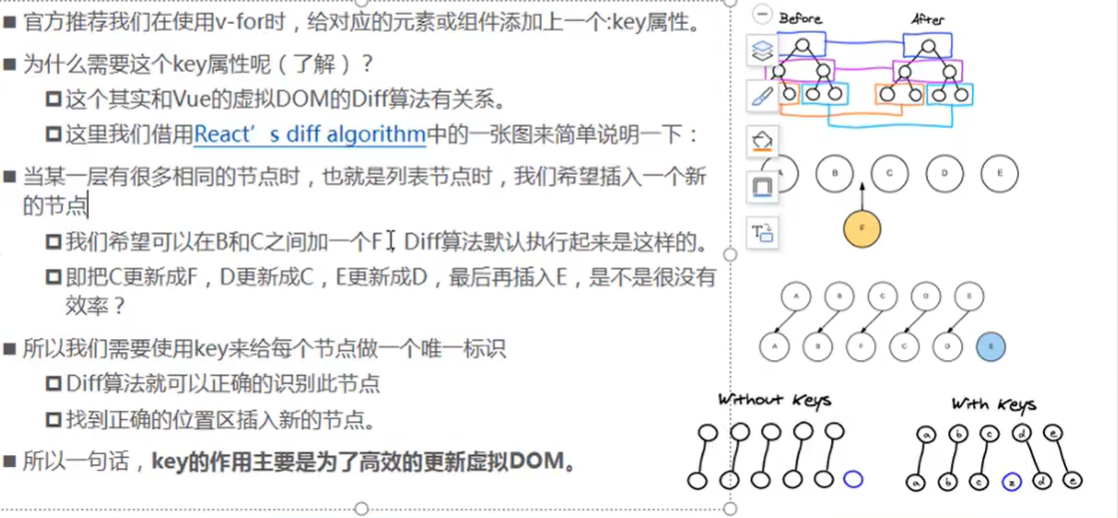 官方推荐我们在使用v-for时，给对应的元素或组件添加上一个:key属性。
为什么需要这个key属性呢（了解）？
这个其实和Vue的虚拟DOM的Diff算法有关系。
这里我们借用React’s diff algorithm中的一张图来简单说明一下：
当某一层有很多相同的节点时，也就是列表节点时，我们希望插入一个新
的节点
我们希望可以在B和C之间加一个F，Diff算法默认执行起来是这样的。
即把C更新成F，D更新成C，E更新成D，最后再插入E，是不是很没有
效率？
所以我们需要使用key来给每个节点做一个唯一标识
Diff算法就可以正确的识别此节点
找到正确的位置区插入新的节点。
所以一句话，key的作用主要是为了高效的更新虚拟DOM。
Before After
A B C D E
F
A B C D E
A B F C D E
Without Keys
With Keys
a b c d e
a b c z d e